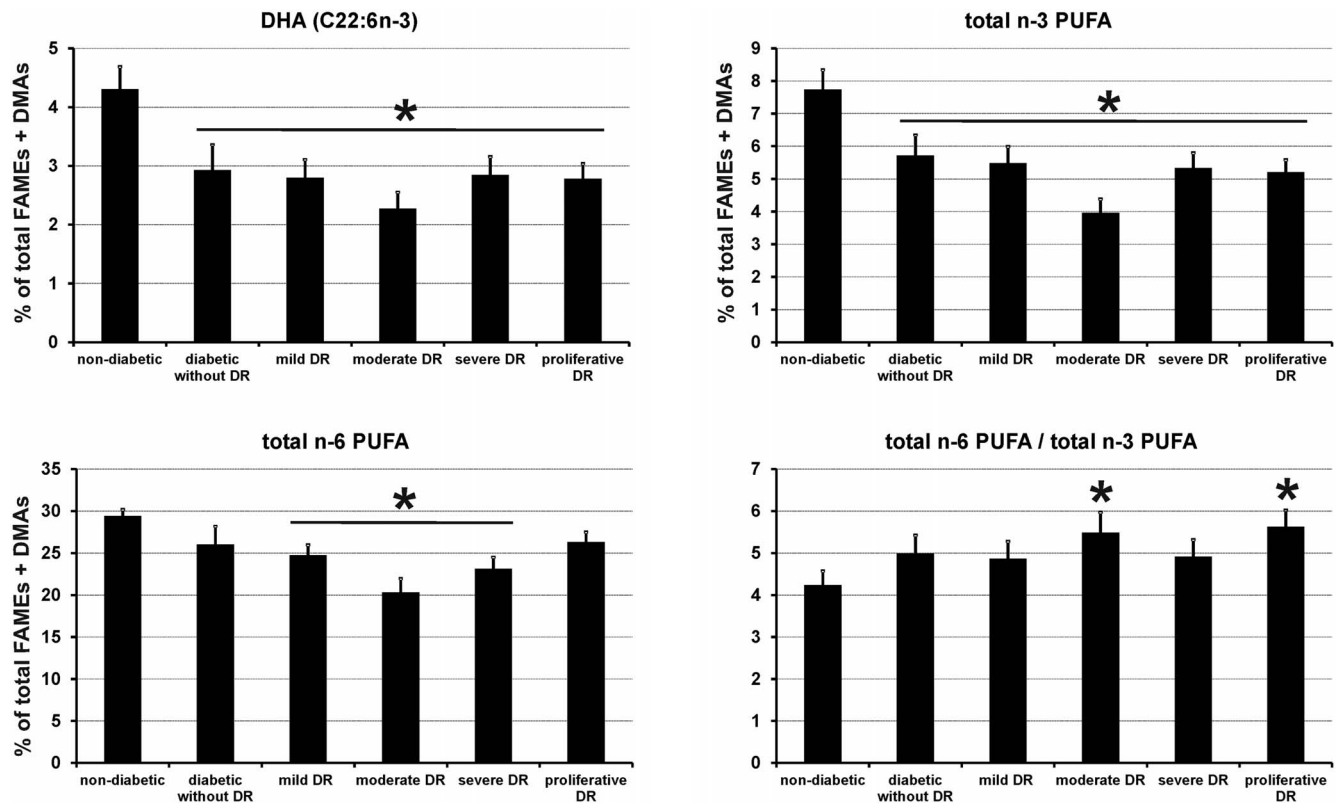 DHA (C22:6n-3)
% of total FAMEs + DMAs
5
4
3
2
1
0
*
non-diabetic
diabetic
without DR
mild DR
moderate DR
severe DR
proliferative
DR
total n-3 PUFA
% of total FAMEs + DMAs
9
8
7
6
5
4
3
2
1
0
*
non-diabetic
diabetic
without DR
mild DR
moderate DR
severe DR
proliferative
DR
total n-6 PUFA
% of total FAMEs + DMAs
35
30
25
20
15
10
5
0
*
non-diabetic
diabetic
without DR
mild DR
moderate DR
severe DR
proliferative
DR
total n-6 PUFA / total n-3 PUFA
7
6
5
4
3
2
1
0
*
*
non-diabetic
diabetic
without DR
mild DR
moderate DR
severe DR
proliferative
DR